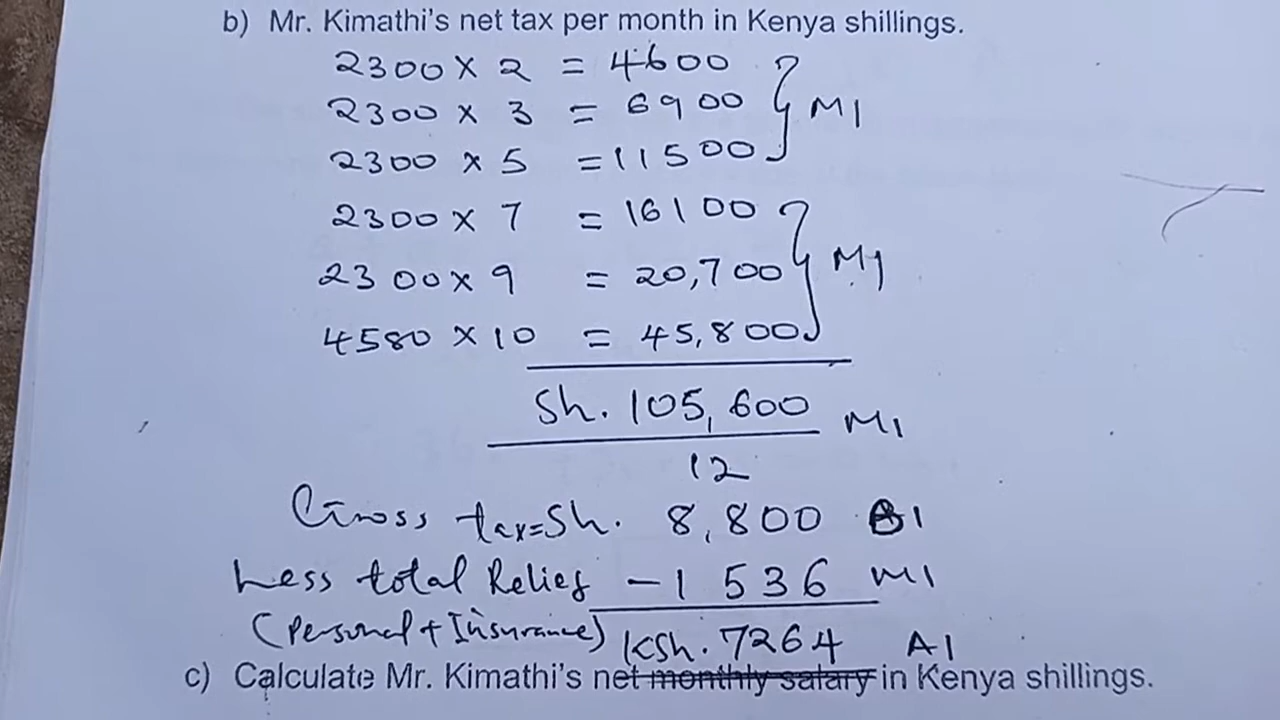 b) Mr. Kimathi's net tax per month in Kenya shillings.
2300 x 2 = 4600
2300 x 3 = 6900 } M1
2300 x 5 = 11500
2300 x 7 = 16100
2300 x 9 = 20,700 } M1
4580 x 10 = 45,800
Sh. 105,600 M1
12
Gross tax=Sh. 8,800 A1
Less total Relief -1 536 M1
(Personal + Insurance) Ksh. 7264 A1
c) Calculate Mr. Kimathi's net monthly salary in Kenya shillings.